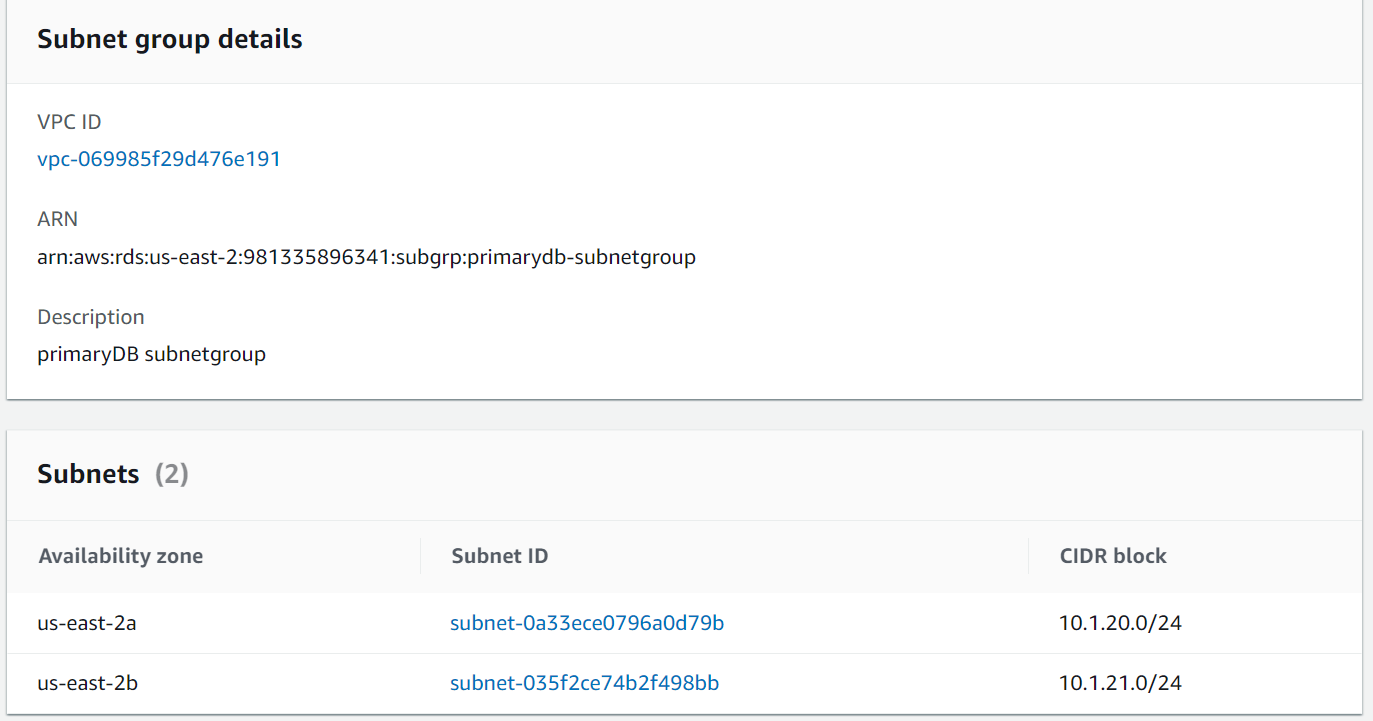 Subnet group details
VPC ID
vpc-069985f29d476e191
ARN
arn:aws:rds:us-east-2:981335896341:subgrp:primarydb-subnetgroup
Description
primaryDB subnetgroup
Subnets (2)
Availability zone Subnet ID CIDR block
us-east-2a subnet-0a33ece0796a0d79b 10.1.20.0/24
us-east-2b subnet-035f2ce74b2f498bb 10.1.21.0/24